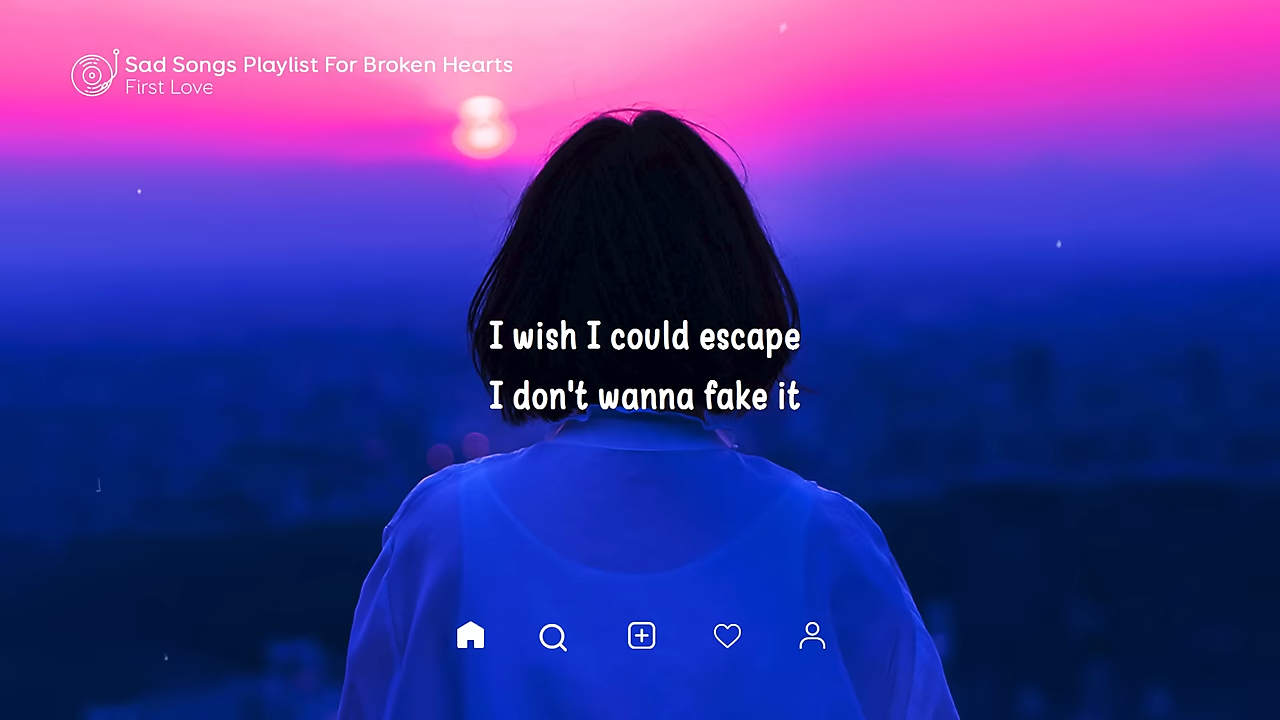 Sad Songs Playlist For Broken Hearts
First Love
I wish I could escape
I don't wanna fake it